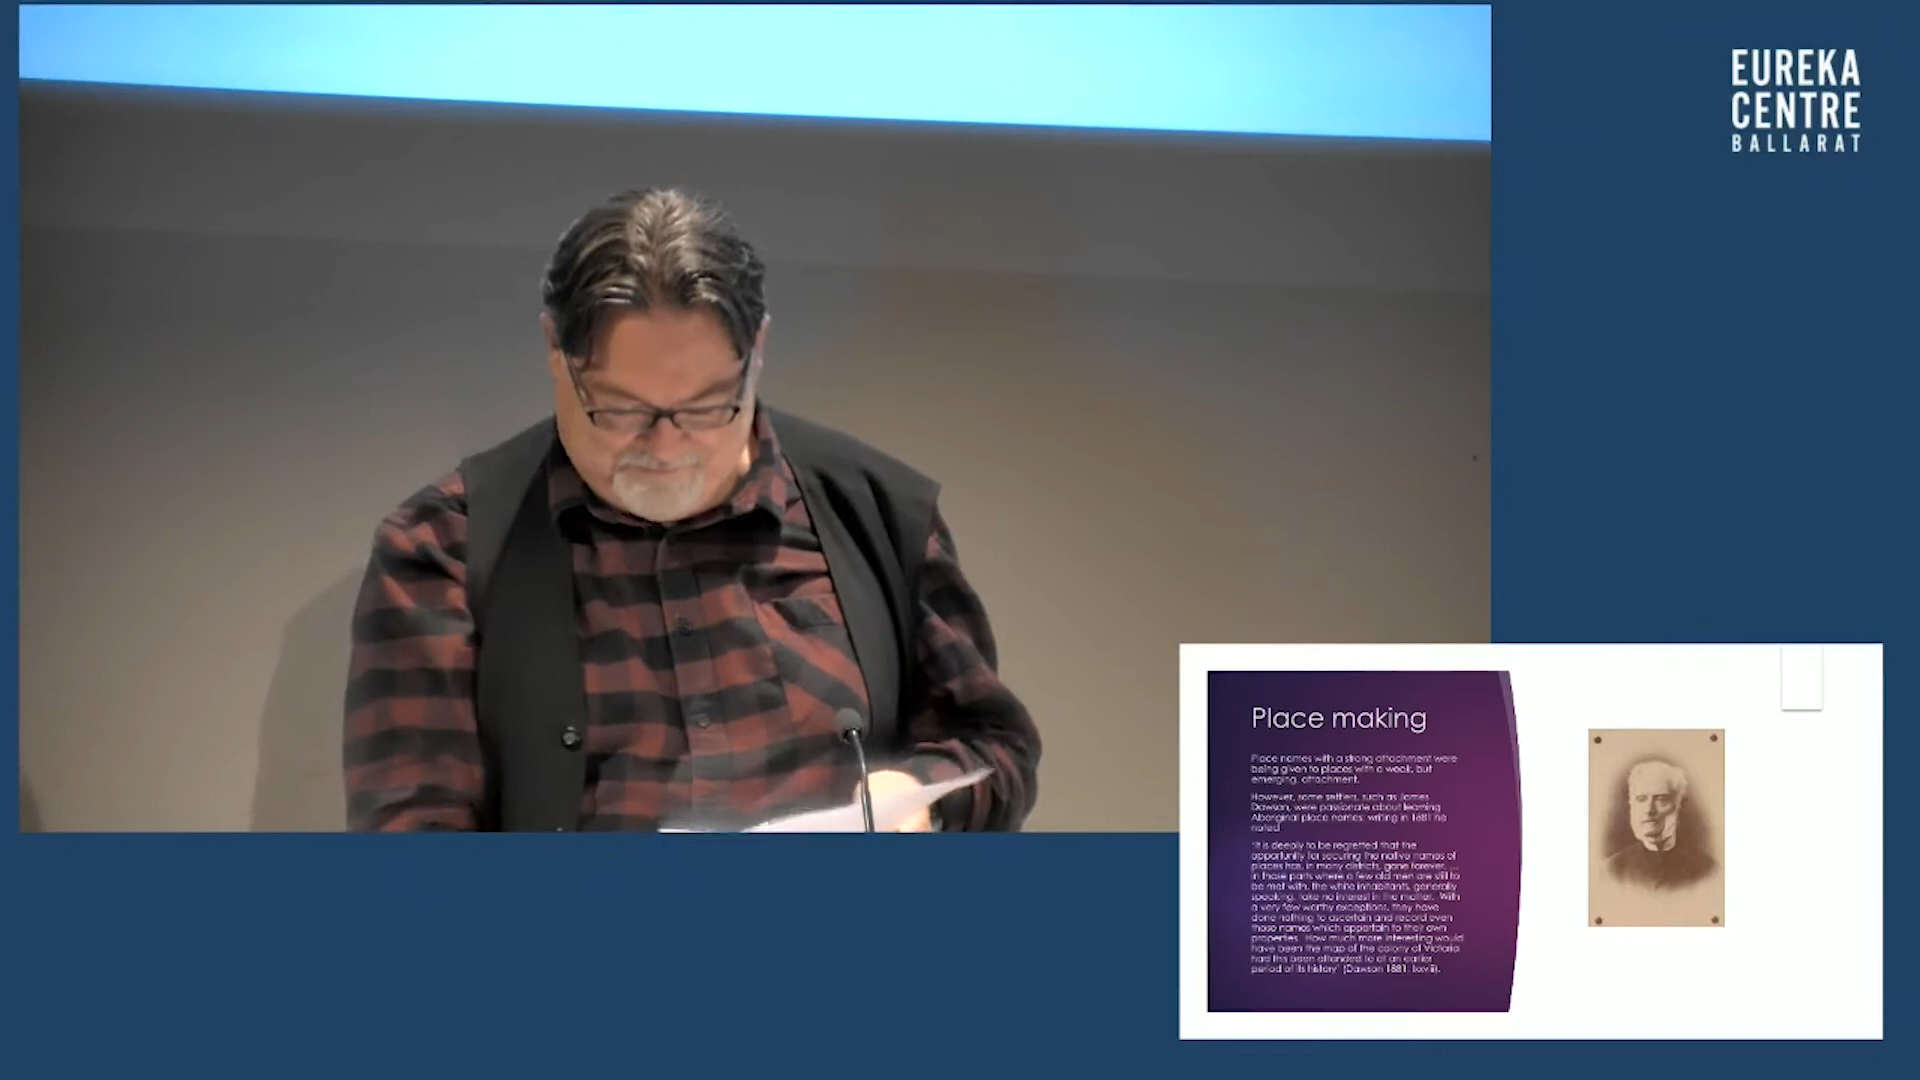 EUREKA
CENTRE
BALLARAT
Place making
Place names with a strong attachment were
being given to places with a weak, but
emerging, attachment.
However, some settlers, such as James
Dawson, were passionate about learning
Aboriginal place names; writing in 1881 he
noted
'It is deeply to be regretted that the
opportunity for securing the native names of
places has, in many districts, gone forever. ...
In those parts where a few old men are still to
be met with, the white inhabitants, generally
speaking, take no interest in the matter. With
a very few worthy exceptions, they have
done nothing to ascertain and record even
those names which appertain to their own
properties. How much more interesting would
have been the map of the colony of Victoria
had this been attended to at an earlier
period of its history' (Dawson 1881: lxxviii).